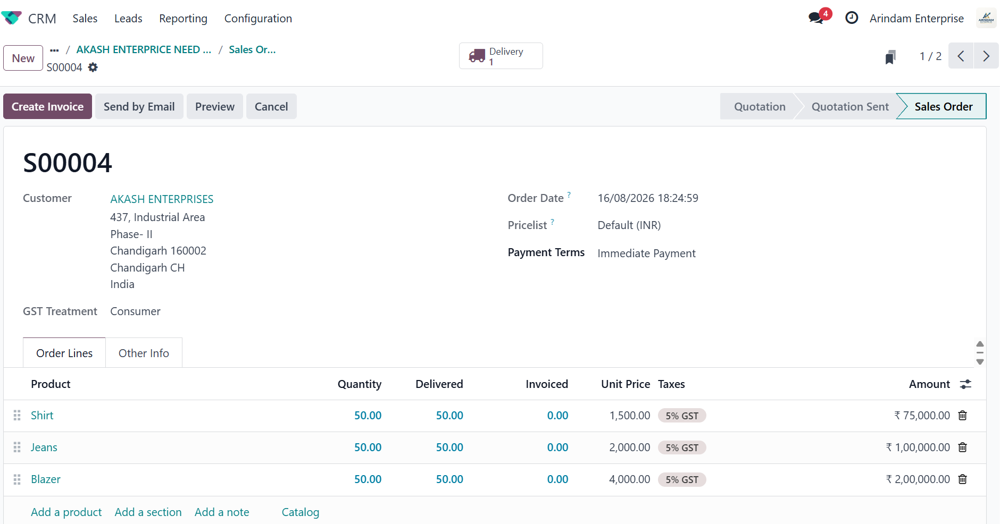 CRM Sales Leads Reporting Configuration 4 Arindam Enterprise
New ... / AKASH ENTERPRICE NEED ... / Sales Or... Delivery 1 / 2
S00004 1
Create Invoice Send by Email Preview Cancel Quotation Quotation Sent Sales Order
S00004
Customer AKASH ENTERPRISES Order Date ? 16/08/2026 18:24:59
437, Industrial Area
Phase- II Pricelist ? Default (INR)
Chandigarh 160002 Payment Terms Immediate Payment
Chandigarh CH
India
GST Treatment Consumer
Order Lines Other Info
Product Quantity Delivered Invoiced Unit Price Taxes Amount
Shirt 50.00 50.00 0.00 1,500.00 5% GST ₹ 75,000.00
Jeans 50.00 50.00 0.00 2,000.00 5% GST ₹ 1,00,000.00
Blazer 50.00 50.00 0.00 4,000.00 5% GST ₹ 2,00,000.00
Add a product Add a section Add a note Catalog